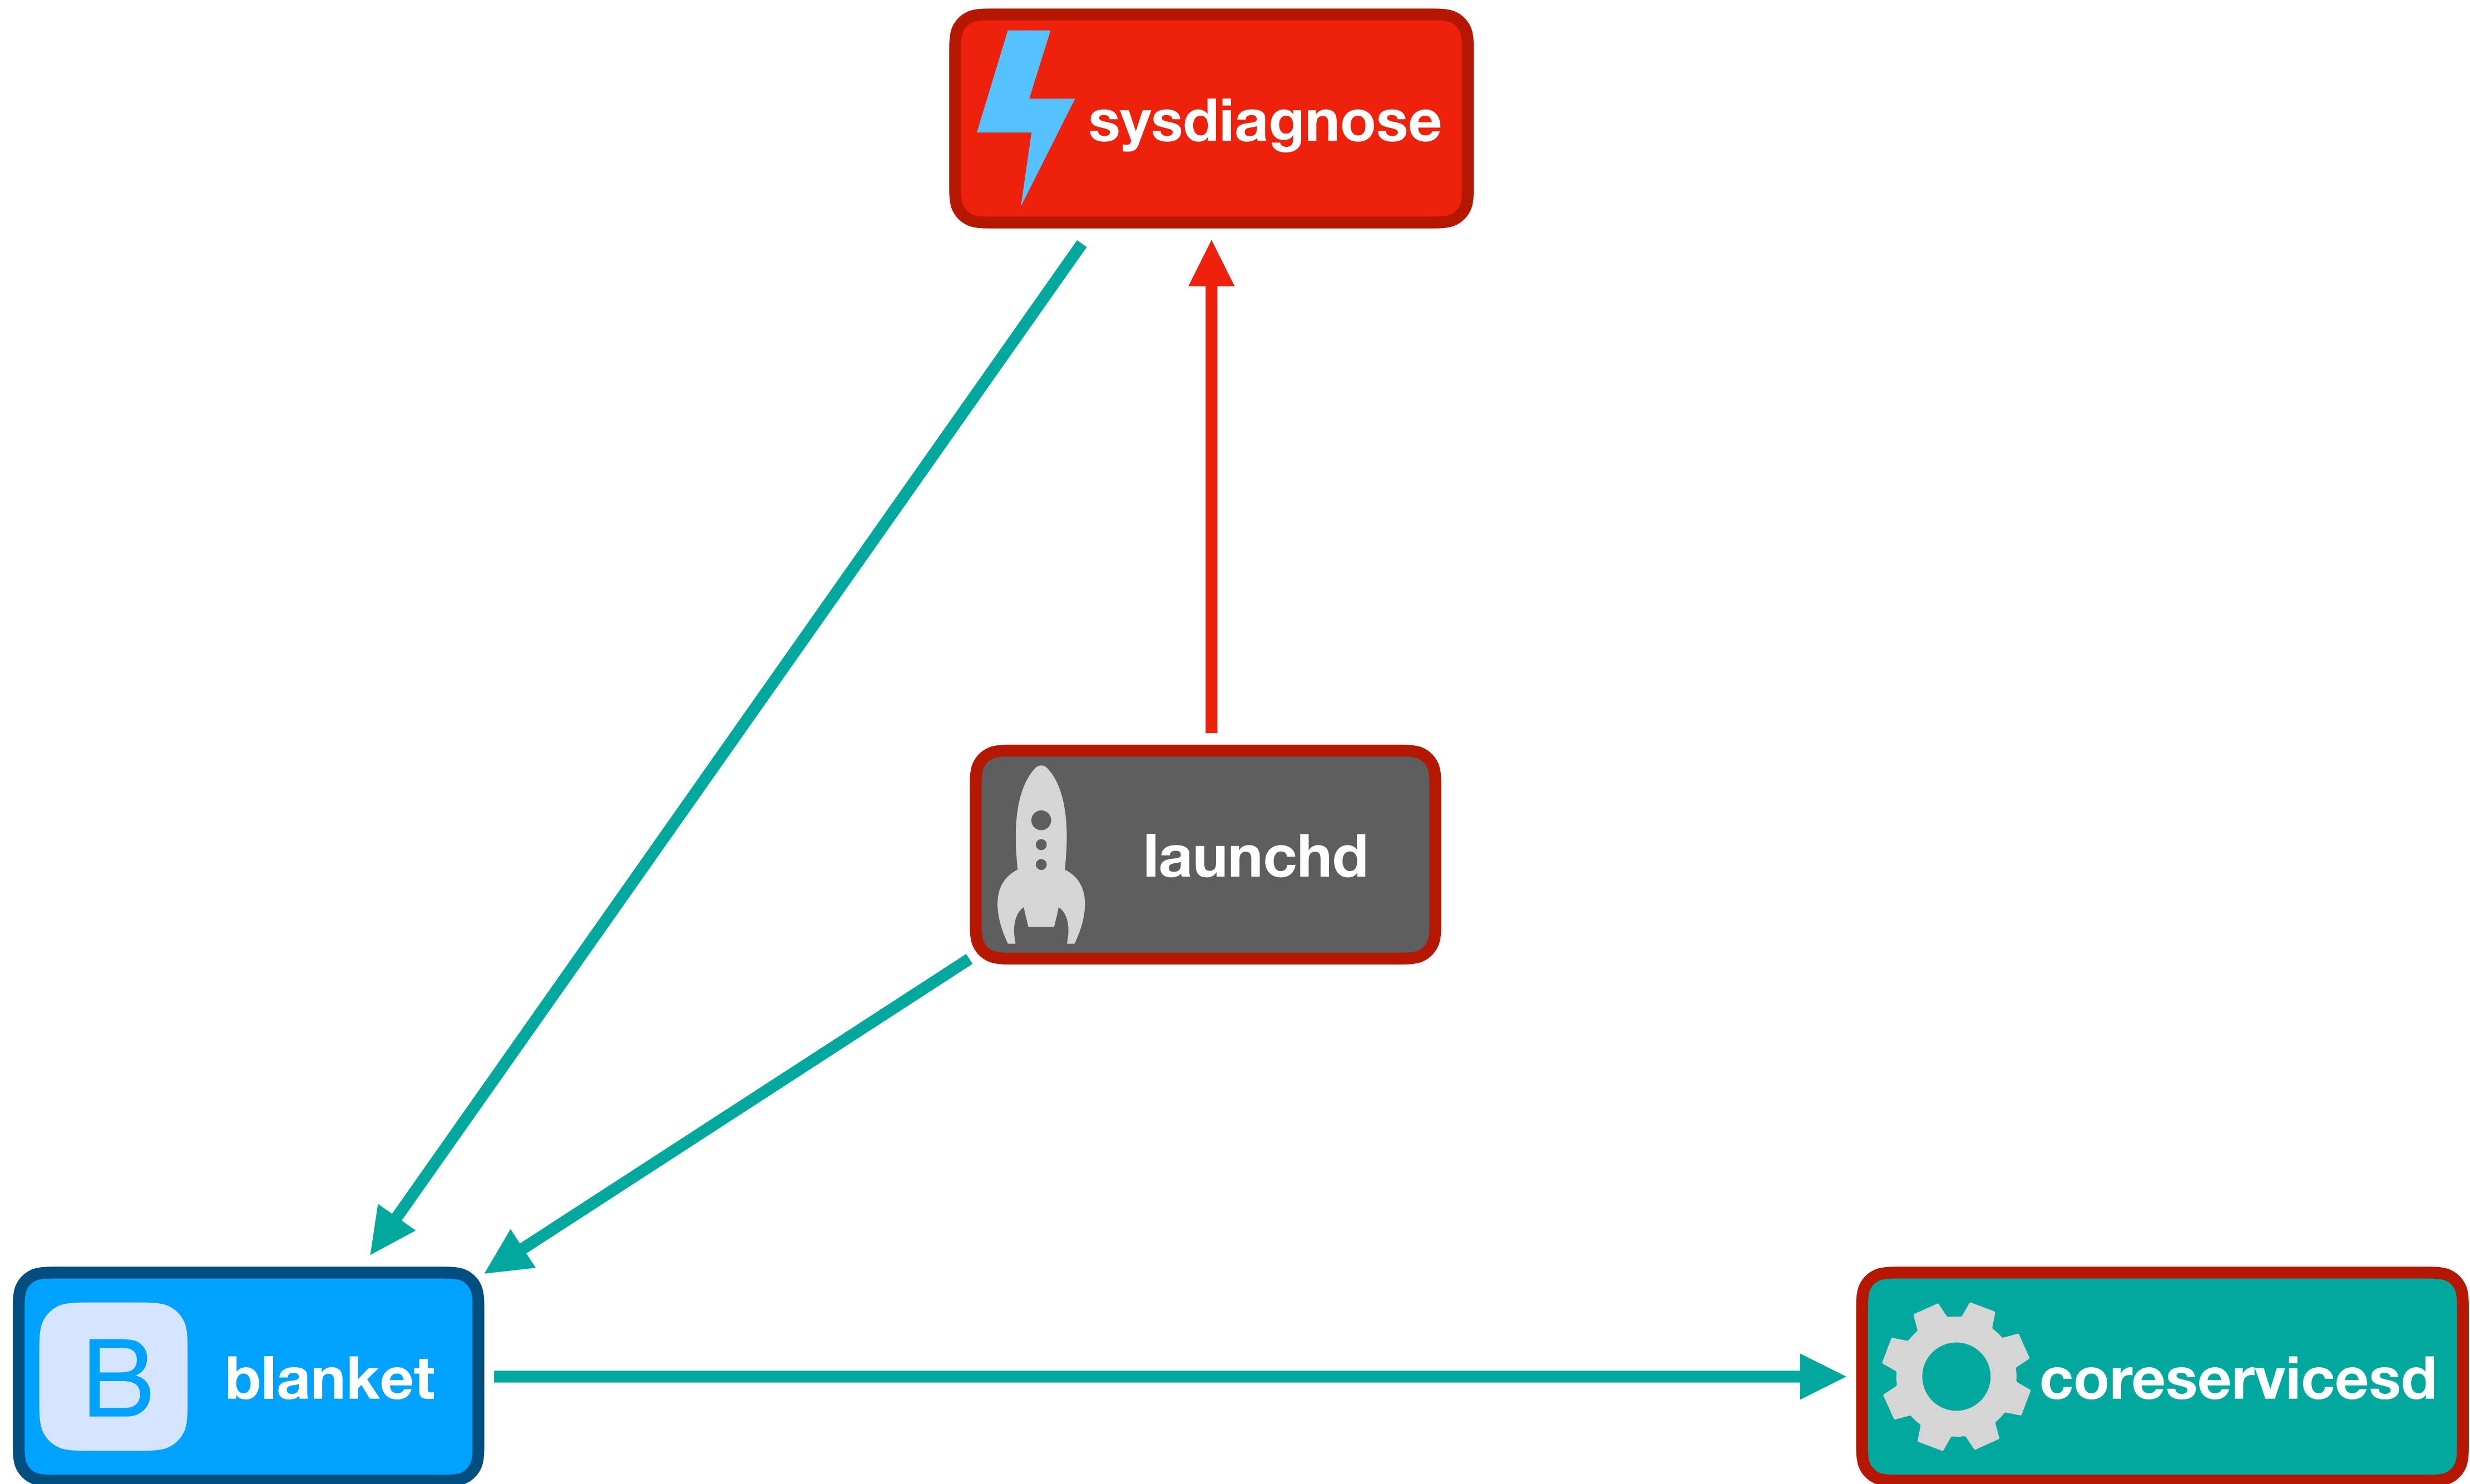 sysdiagnose
launchd
B
blanket
coreservicesd